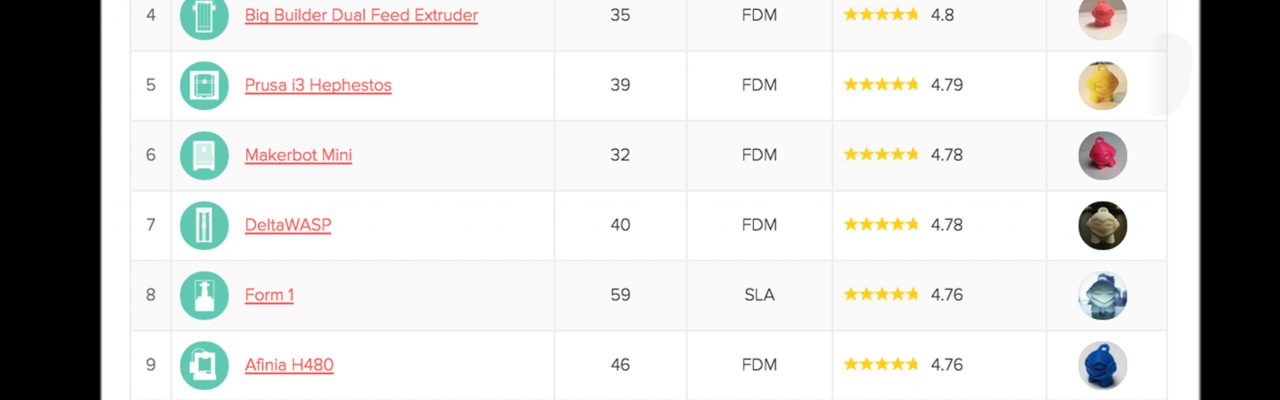 4 Big Builder Dual Feed Extruder 35 FDM 4.8
5 Prusa i3 Hephestos 39 FDM 4.79
6 Makerbot Mini 32 FDM 4.78
7 DeltaWASP 40 FDM 4.78
8 Form 1 59 SLA 4.76
9 Afinia H480 46 FDM 4.76